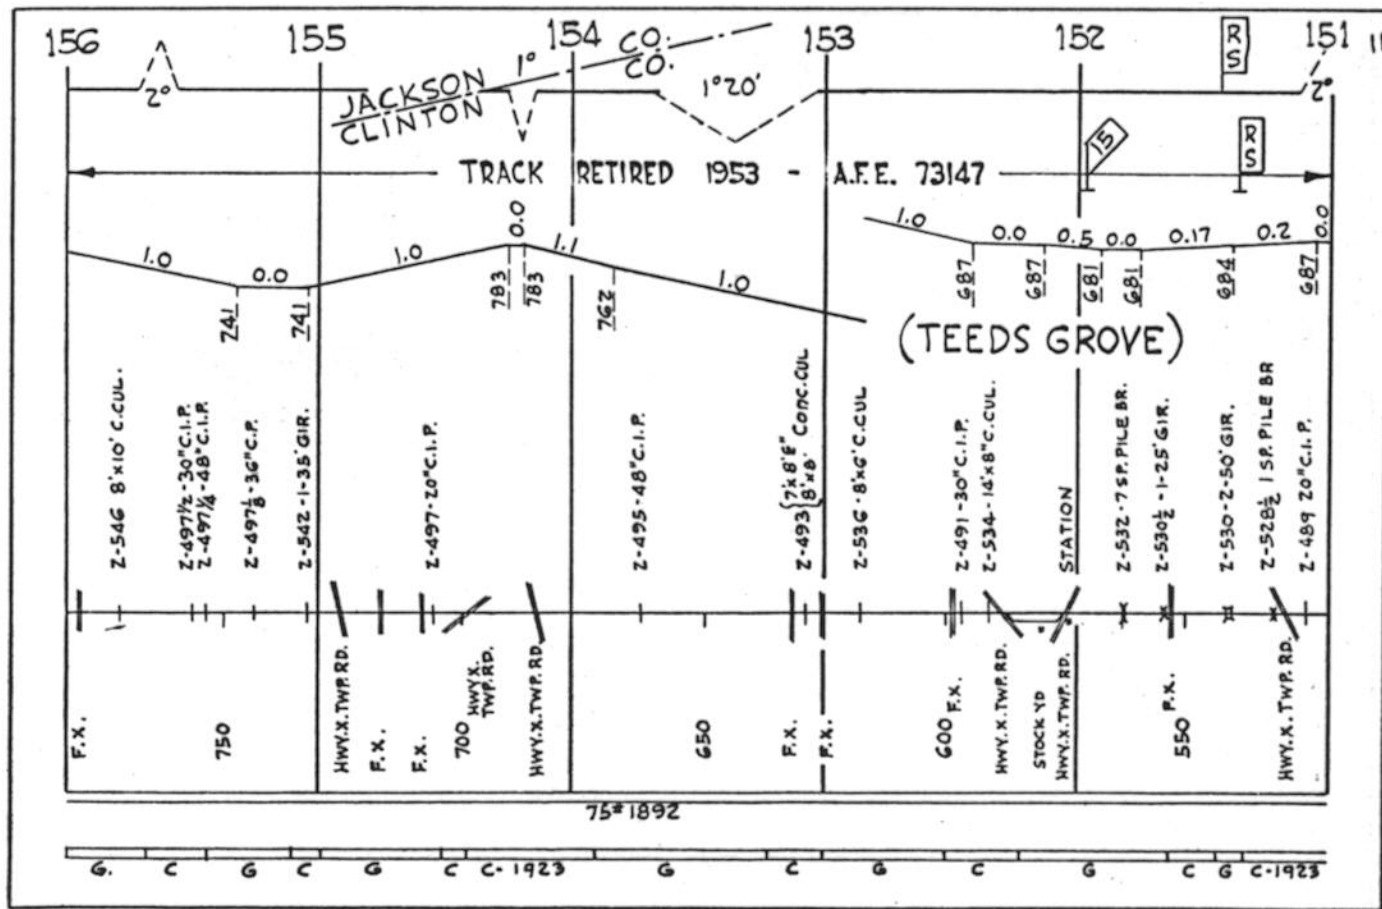 156 155 154 153 152 151
R S
2° 1° 1°20' 2°
JACKSON CO.
CLINTON CO.
15
R S
TRACK RETIRED 1953 - A.F.E. 73147
1.0 0.0 1.0 0.0 1.1 1.0 1.0 0.0 0.5 0.0 0.17 0.2 0.0
741 741 783 783 762 687 687 681 681 684 687
(TEEDS GROVE)
Z-546 8'x10' C.CUL.
Z-497½-30"C.I.P.
Z-497¼-48"C.I.P.
Z-497⅛-36"C.P.
Z-542-1-35'GIR.
Z-497-20"C.I.P.
Z-495-48"C.I.P.
Z-493 {7'x8'6" 8'x8' CONC.CUL
Z-536-8'x6'C.CUL
Z-491-30"C.I.P.
Z-534-14'x8"C.CUL.
STATION
Z-532-7 SP.PILE BR.
Z-530½-1-25'GIR.
Z-530-2-50'GIR.
Z-528½ 1 SP. PILE BR
Z-489 20"C.I.P.
F.X.
750
HWY.X.TWP.RD.
F.X.
F.X.
700
HWY.X.
TWP.RD.
HWY.X.TWP.RD.
650
F.X.
F.X.
600
F.X.
HWY.X.TWP.RD.
STOCK YD
HWY.X.TWP.RD.
F.X.
550
HWY.X.TWP.RD.
75# 1892
G. C G C G C C-1923 G C G C G C G C-1923